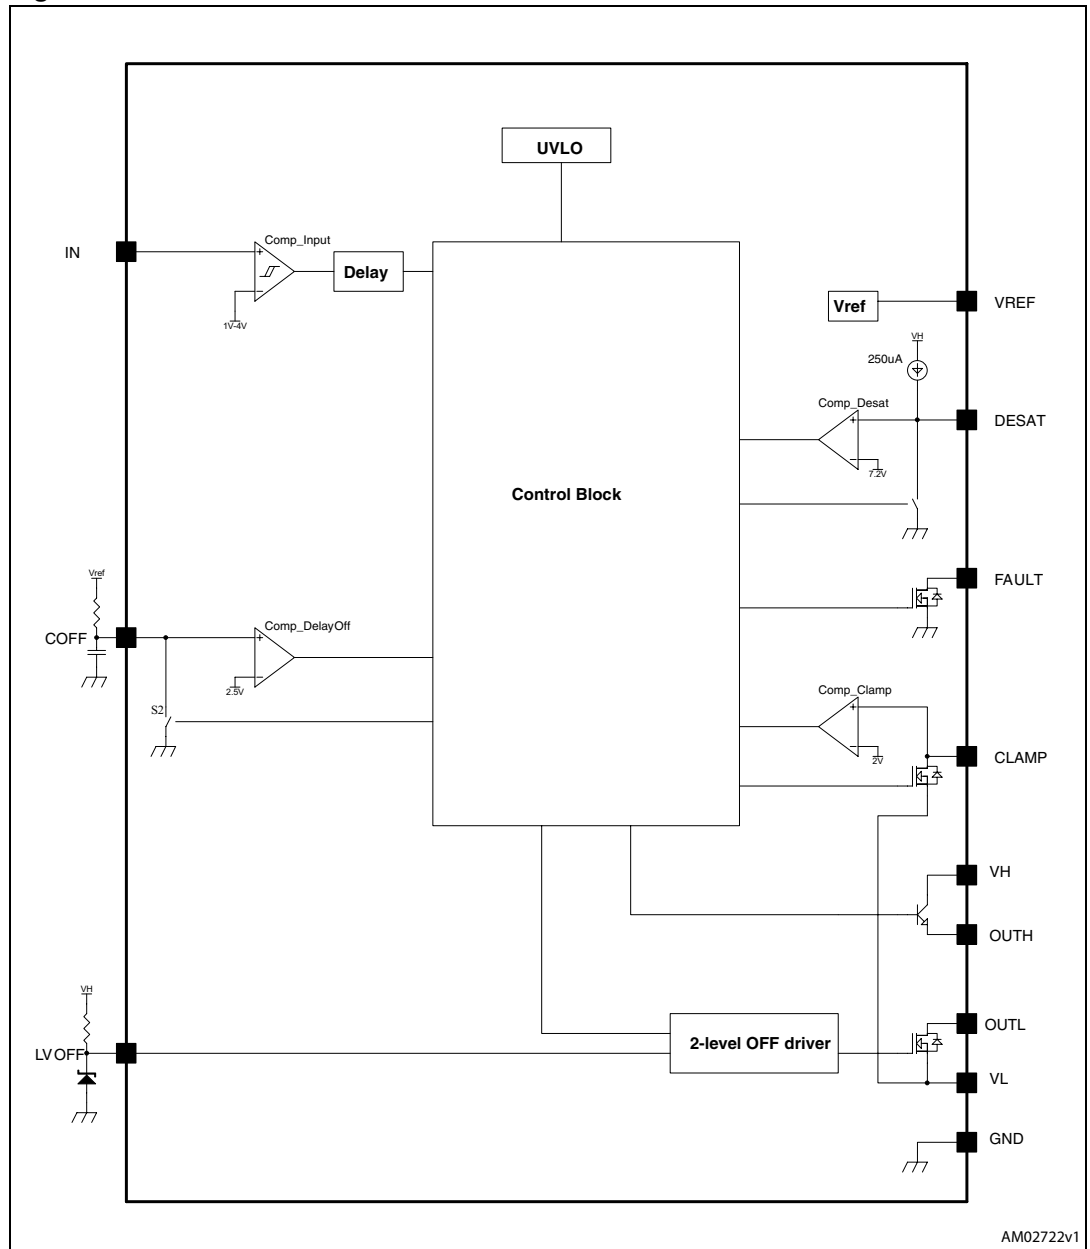 UVLO
IN
Comp_Input
Delay
1V-4V
Vref
VREF
VH
250uA
Comp_Desat
DESAT
7.2V
Control Block
Vref
FAULT
COFF
Comp_DelayOff
2.5V
S2
Comp_Clamp
2V
CLAMP
VH
OUTH
VH
LVOFF
2-level OFF driver
OUTL
VL
GND
AM02722v1